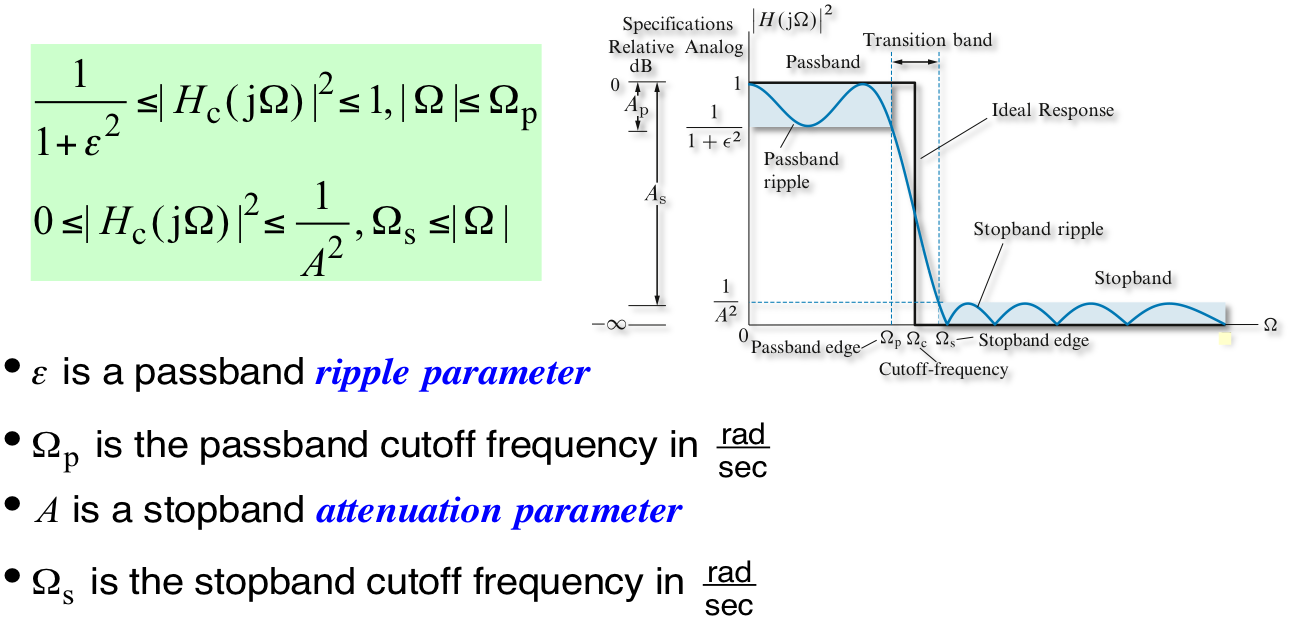 1/(1+ε²) ≤| H_c(jΩ) |² ≤ 1, | Ω |≤ Ω_p
0 ≤| H_c(jΩ) |² ≤ 1/A², Ω_s ≤| Ω |
Specifications
Relative Analog
dB
|H(jΩ)|²
Transition band
Passband
0
1
A_p
1/(1 + ϵ²)
Ideal Response
Passband
ripple
A_s
Stopband ripple
Stopband
1/A²
−∞
0
Ω
Passband edge Ω_p Ω_c Ω_s Stopband edge
Cutoff-frequency
• ε is a passband ripple parameter
• Ω_p is the passband cutoff frequency in rad/sec
• A is a stopband attenuation parameter
• Ω_s is the stopband cutoff frequency in rad/sec